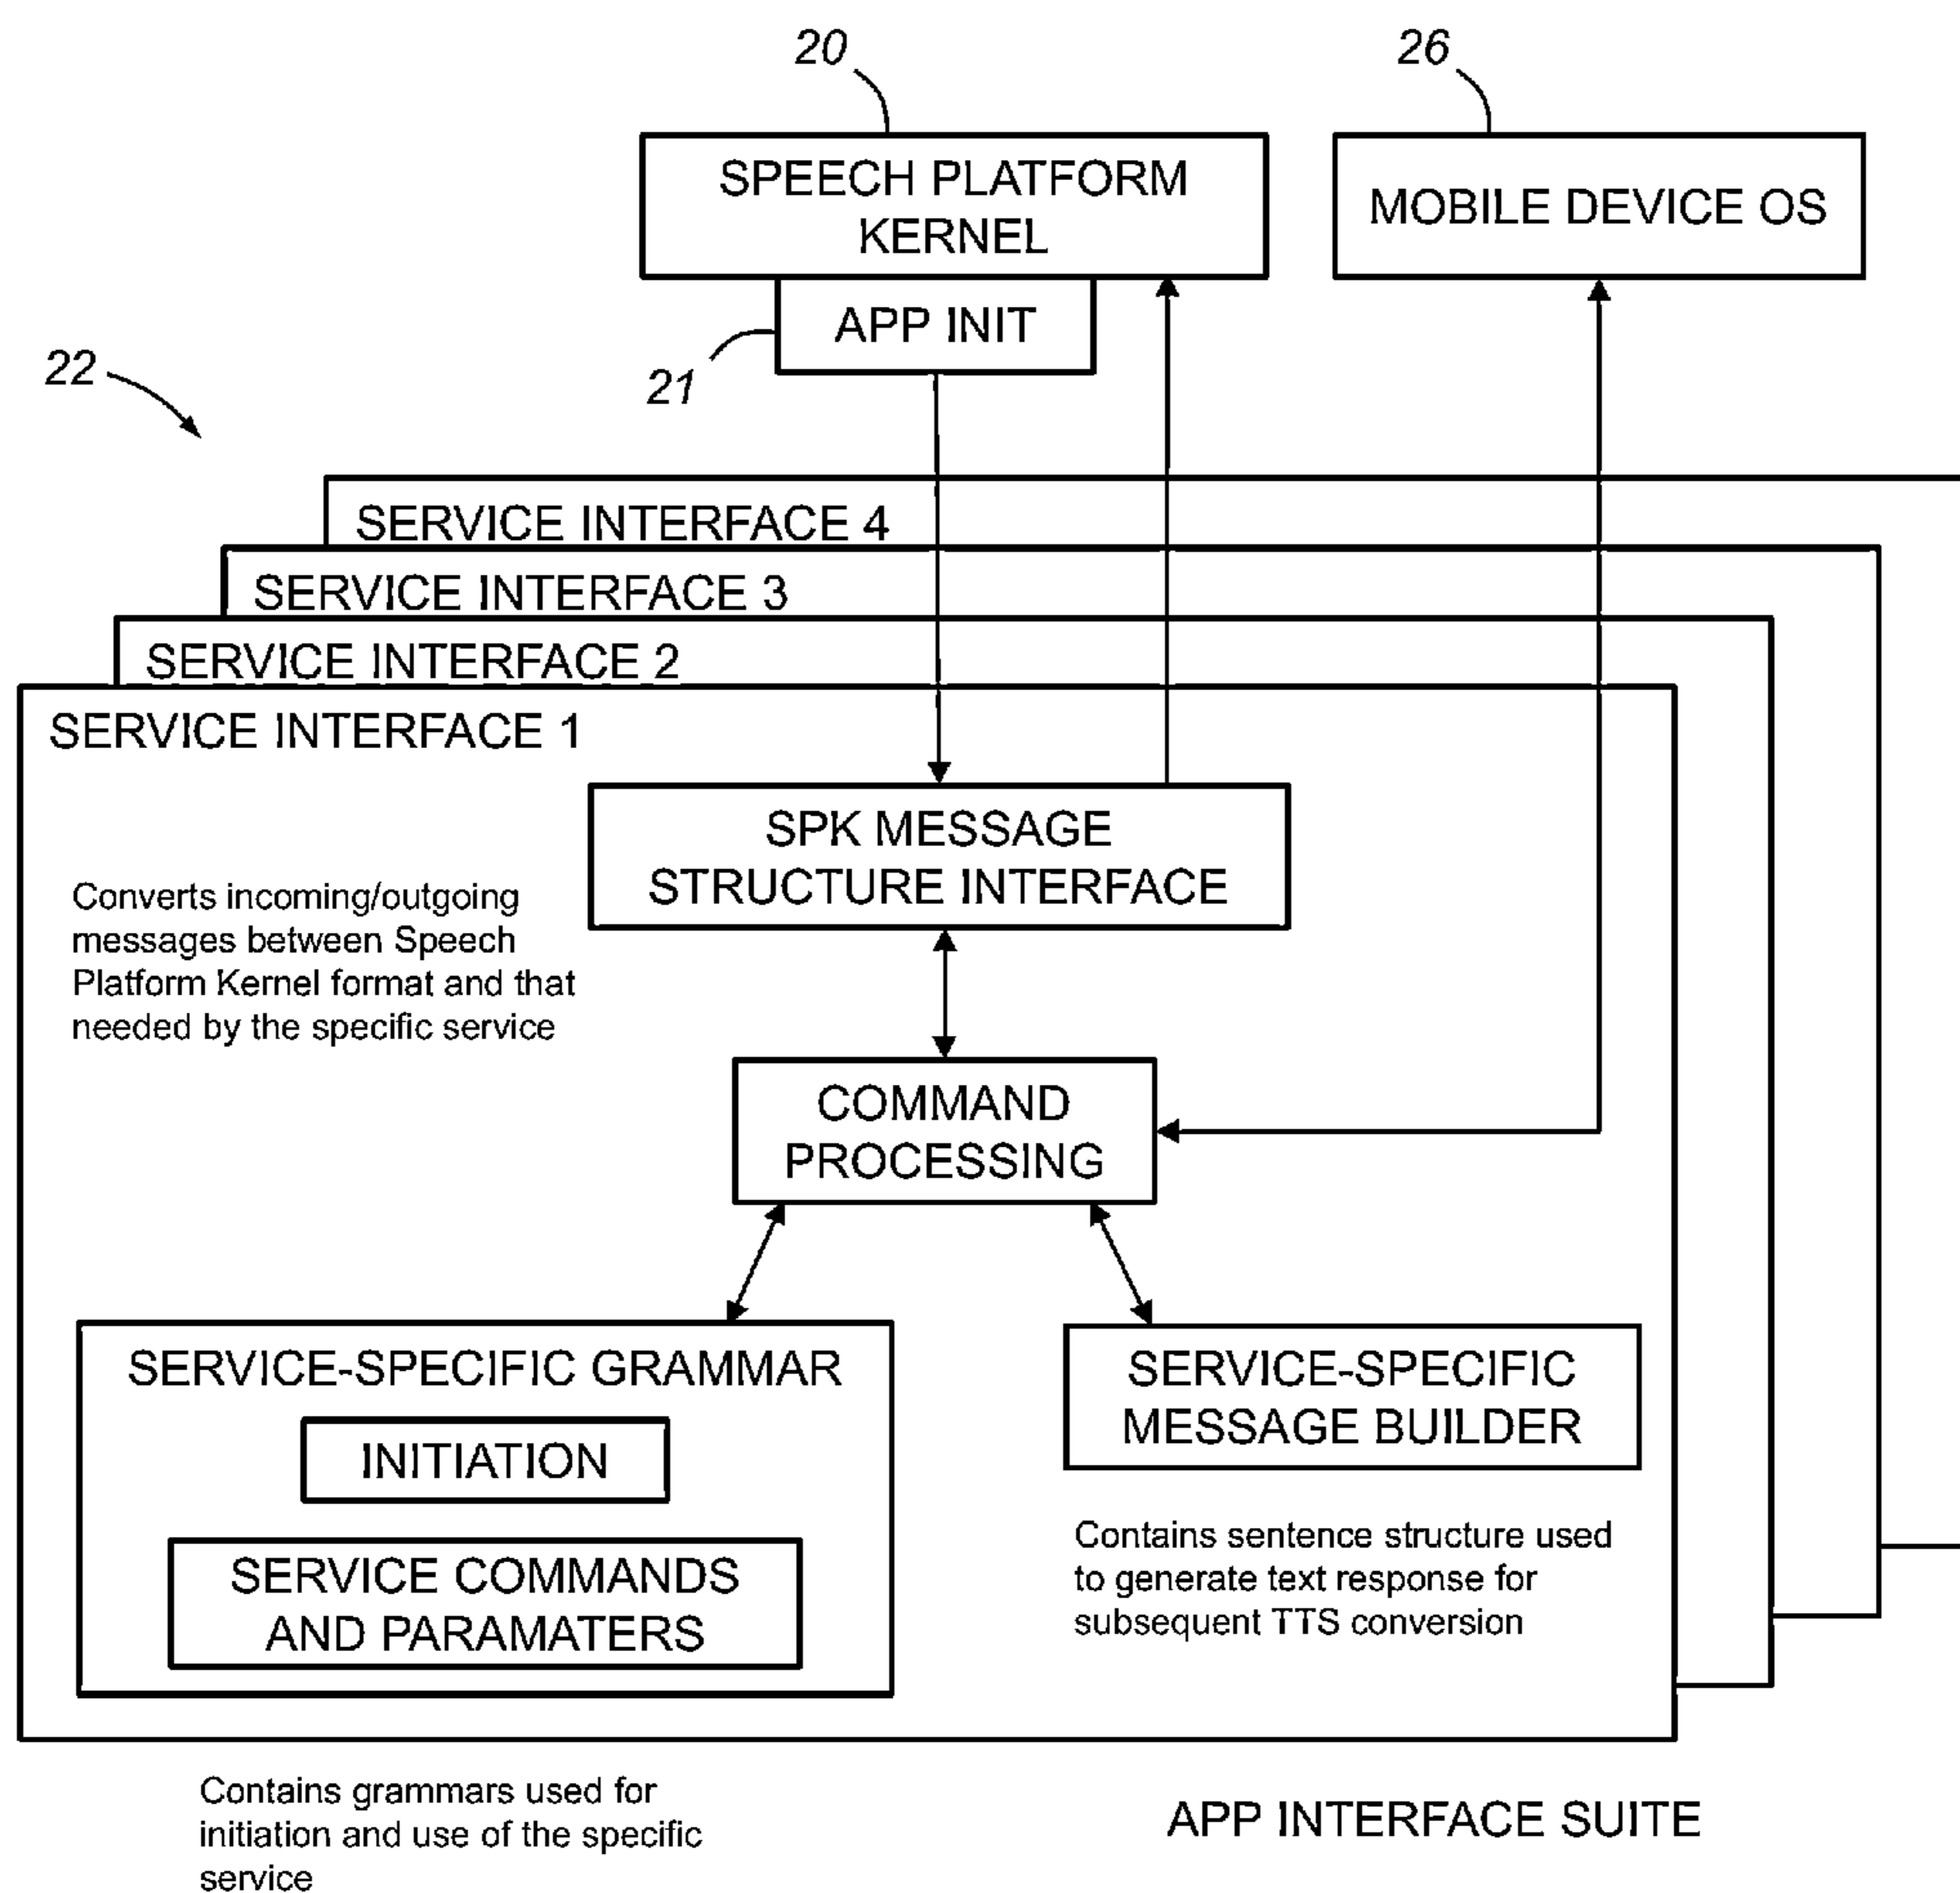 20
26
SPEECH PLATFORM
KERNEL
MOBILE DEVICE OS
APP INIT
21
22
SERVICE INTERFACE 4
SERVICE INTERFACE 3
SERVICE INTERFACE 2
SERVICE INTERFACE 1
SPK MESSAGE
STRUCTURE INTERFACE
Converts incoming/outgoing
messages between Speech
Platform Kernel format and that
needed by the specific service
COMMAND
PROCESSING
SERVICE-SPECIFIC GRAMMAR
INITIATION
SERVICE COMMANDS
AND PARAMATERS
SERVICE-SPECIFIC
MESSAGE BUILDER
Contains sentence structure used
to generate text response for
subsequent TTS conversion
Contains grammars used for
initiation and use of the specific
service
APP INTERFACE SUITE